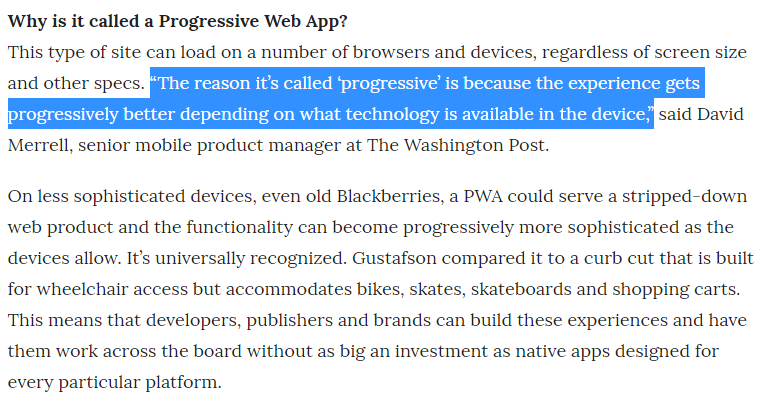 Why is it called a Progressive Web App?
This type of site can load on a number of browsers and devices, regardless of screen size
and other specs. “The reason it’s called ‘progressive’ is because the experience gets
progressively better depending on what technology is available in the device,” said David
Merrell, senior mobile product manager at The Washington Post.
On less sophisticated devices, even old Blackberries, a PWA could serve a stripped-down
web product and the functionality can become progressively more sophisticated as the
devices allow. It’s universally recognized. Gustafson compared it to a curb cut that is built
for wheelchair access but accommodates bikes, skates, skateboards and shopping carts.
This means that developers, publishers and brands can build these experiences and have
them work across the board without as big an investment as native apps designed for
every particular platform.